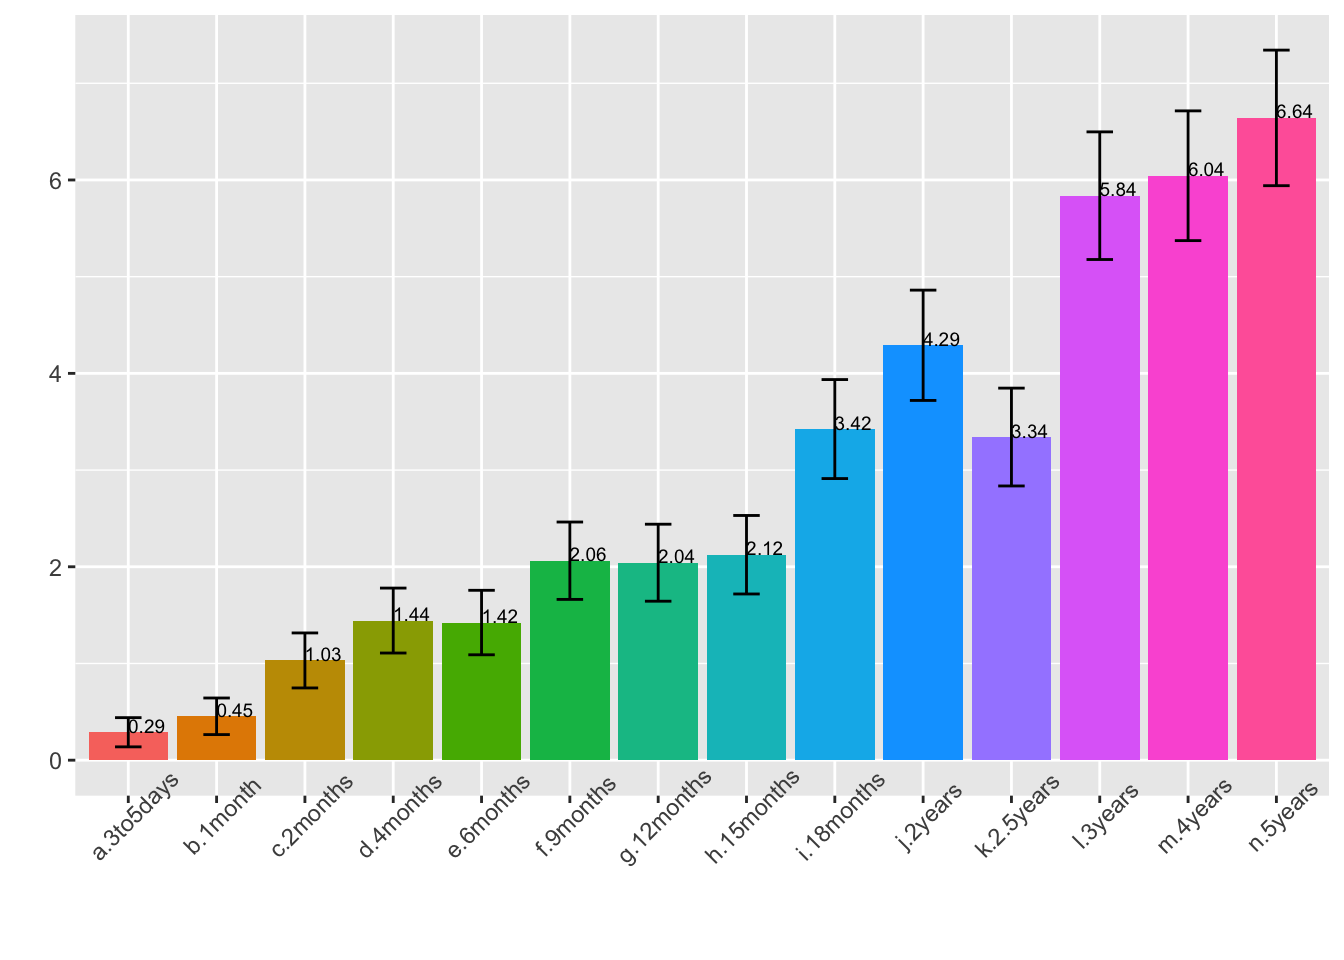 6
4
2
0
0.29
0.45
1.03
1.44
1.42
2.06
2.04
2.12
3.42
4.29
3.34
5.84
6.04
6.64
a.3to5days
b.1month
c.2months
d.4months
e.6months
f.9months
g.12months
h.15months
i.18months
j.2years
k.2.5years
l.3years
m.4years
n.5years